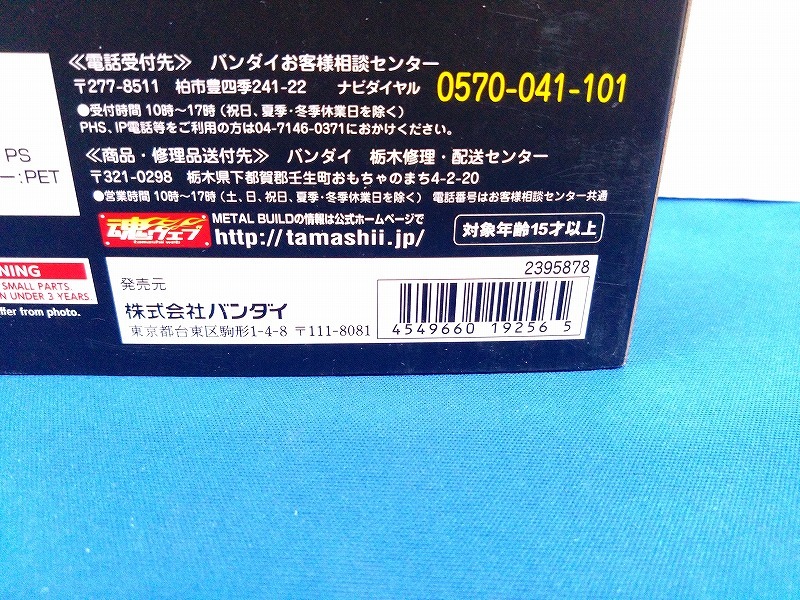 ≪電話受付先≫ バンダイお客様相談センター
〒277-8511 柏市豊四季241-22 ナビダイヤル 0570-041-101
●受付時間 10時〜17時(祝日、夏季・冬季休業日を除く)
PHS、IP電話等をご利用の方は04-7146-0371におかけください。
≪商品・修理品送付先≫ バンダイ 栃木修理・配送センター
〒321-0298 栃木県下都賀郡壬生町おもちゃのまち4-2-20
●営業時間 10時〜17時(土、日、祝日、夏季・冬季休業日を除く) 電話番号はお客様相談センター共通
PS
ー:PET
魂ウェブ
tamashii web
METAL BUILDの情報は公式ホームページで
http://tamashii.jp/
対象年齢15才以上
NING
SMALL PARTS.
N UNDER 3 YEARS.
ffer from photo.
発売元
株式会社バンダイ
東京都台東区駒形1-4-8 〒111-8081
2395878
4549660 19256 5